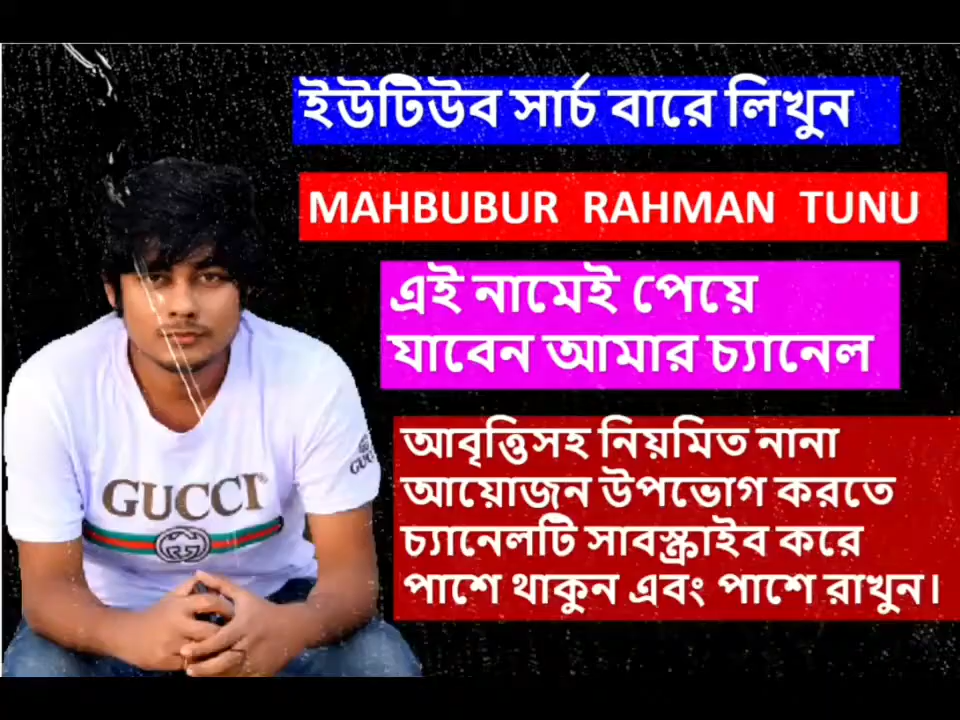 ইউটিউব সার্চ বারে লিখুন
MAHBUBUR RAHMAN TUNU
এই নামেই পেয়ে
যাবেন আমার চ্যানেল
আবৃত্তিসহ নিয়মিত নানা
আয়োজন উপভোগ করতে
চ্যানেলটি সাবস্ক্রাইব করে
পাশে থাকুন এবং পাশে রাখুন।
GUCCI
GUCCI